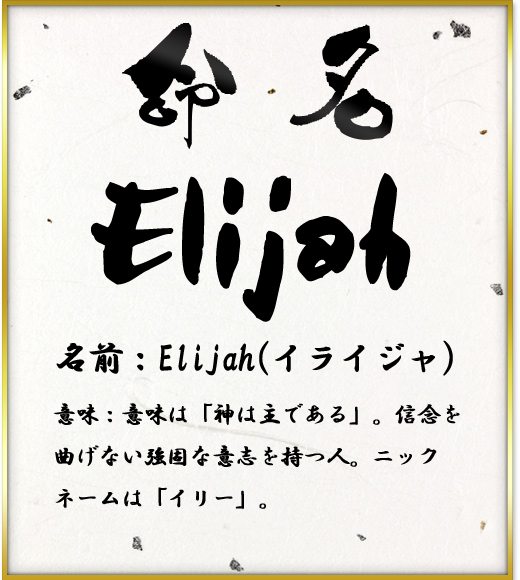 命名
Elijah
名前：Elijah(イライジャ)
意味：意味は「神は主である」。信念を
曲げない強固な意志を持つ人。ニック
ネームは「イリー」。